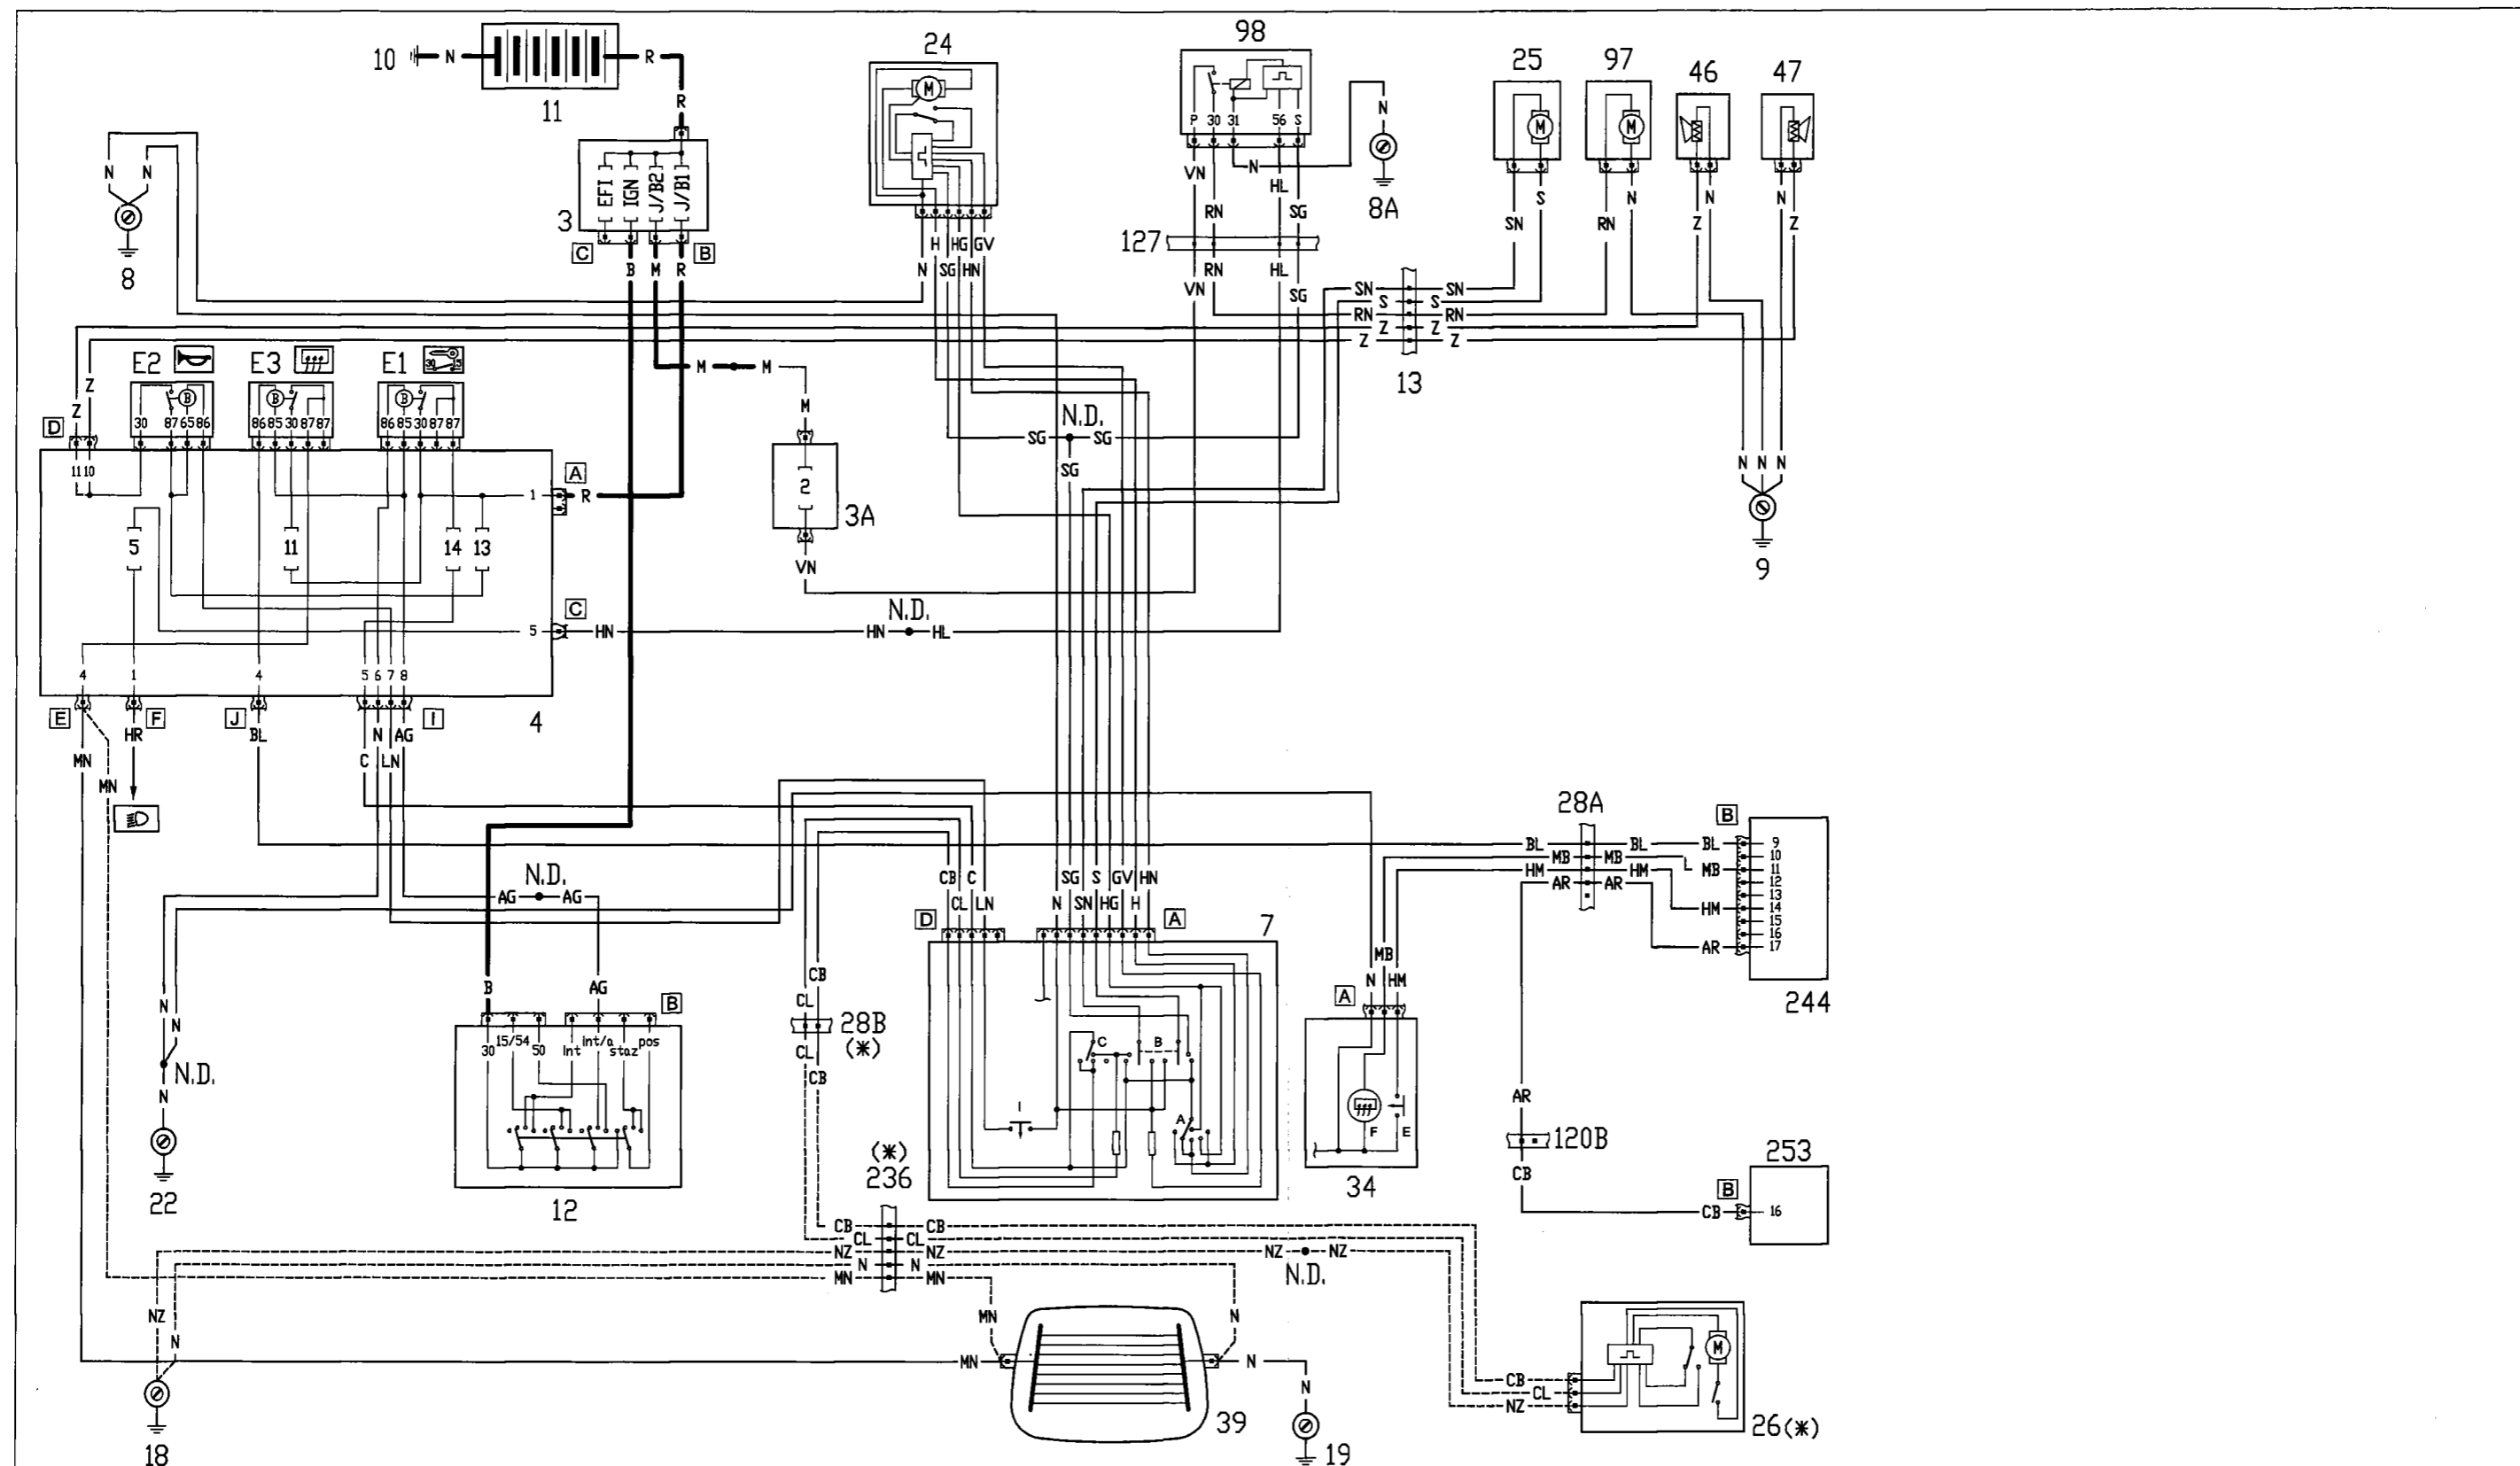 10 N R
11
R
24
M
98
P 30 31 56 S
N
8A
25
M
97
M
46
47
N N
8
3
EFI IGN J/B2 J/B1
C B
B M R
H HG GV
N SG HN
VN N HL
RN SG
127
RN HL
VN SG
SN S RN N Z N N Z
SN SN
S S
RN RN
Z Z
Z Z
13
N N N
9
E2 E3 E1
30
B B B
30 87 65 86
86 85 30 87 87
86 85 30 87 87
Z
Z
D
11 10
A
1 R
M M
M
2
3A
VN
N.D.
SG SG
SG
5 11 14 13
C
5 HN
N.D.
HN HL
4 1 4 5 6 7 8
E F J I 4
HR BL N AG
MN C LN
MN
N.D.
AG AG
28A
BL BL BL
MB MB MB
HM HM HM
AR AR AR
B
9
10
11
12
13
14
15
16
17
244
CB C
CL LN
SG S GV HN
N SN HG H
D A 7
C B
I A
B AG
B
30 15/54 50 Int int/a staz pos
12
N
N
N.D.
N
22
CB
CL
28B
(*)
CL
CB
MB
N HM
A
F E
34
AR
120B
CB
253
B
CB 16
(*)
236
CB CB
CL CL
NZ NZ NZ NZ
N.D.
N N
MN MN
NZ
N
18
MN
MN
N
N
N
39
19
CB
CL
NZ
M
26(*)